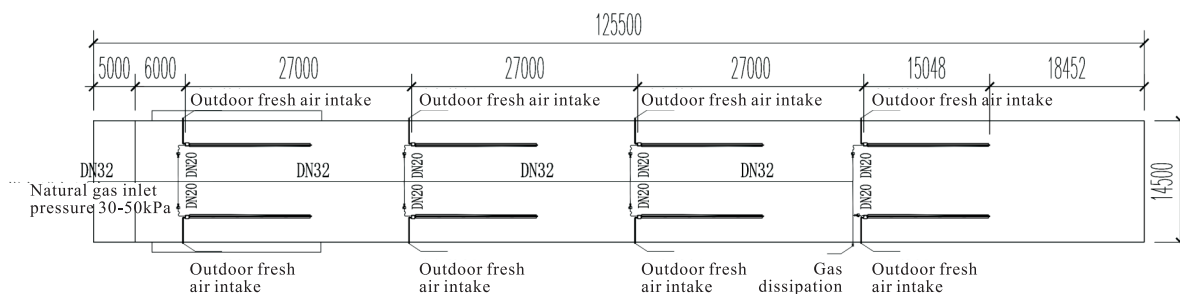 125500
5000 6000 27000 27000 27000 15048 18452
Outdoor fresh air intake Outdoor fresh air intake Outdoor fresh air intake Outdoor fresh air intake
DN20 DN20 DN20 DN20
DN32 DN32 DN32 DN32
14500
Natural gas inlet
pressure 30-50kPa
DN20 DN20 DN20 DN20
Outdoor fresh
air intake
Outdoor fresh
air intake
Outdoor fresh
air intake
Gas
dissipation
Outdoor fresh
air intake